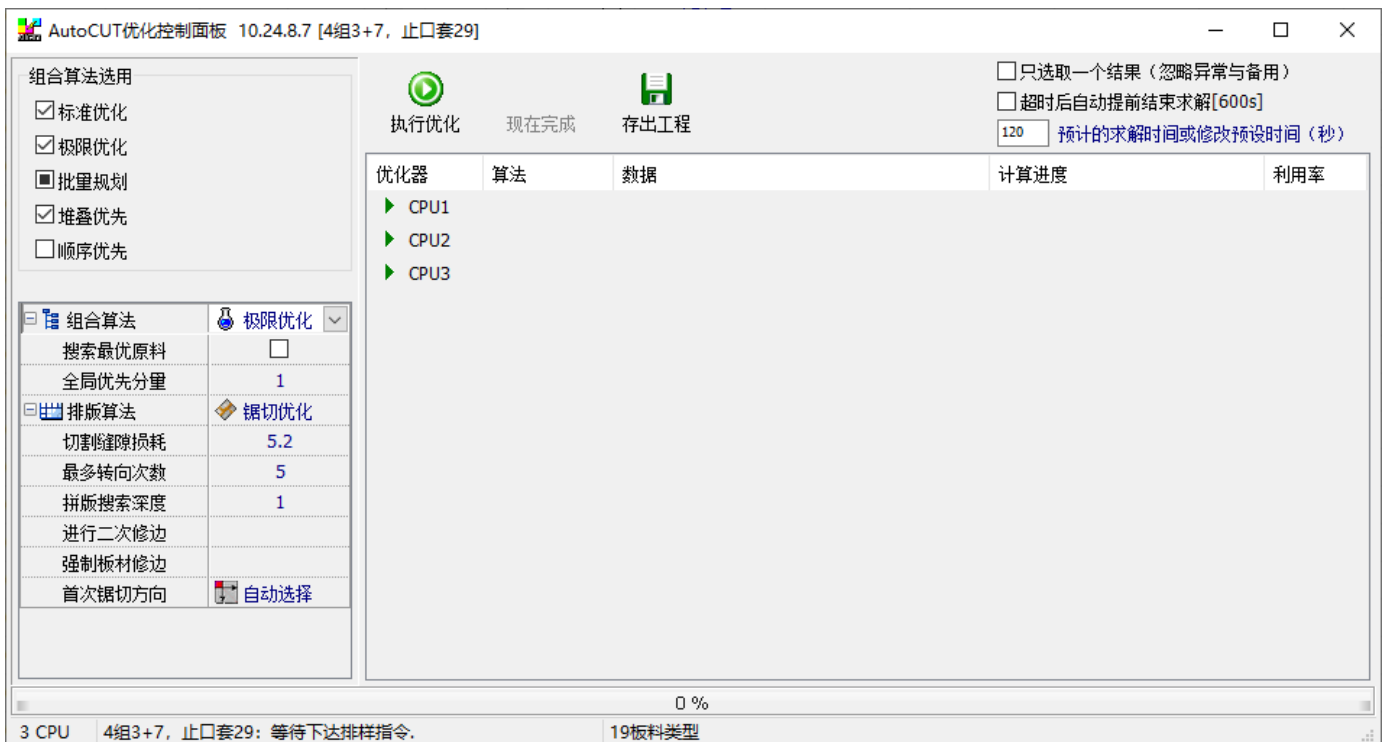 AutoCUT优化控制面板 10.24.8.7 [4组3+7，止口套29]
组合算法选用
标准优化
极限优化
批量规划
堆叠优先
顺序优先
执行优化
现在完成
存出工程
只选取一个结果（忽略异常与备用）
超时后自动提前结束求解[600s]
120 预计的求解时间或修改预设时间（秒）
优化器 算法 数据 计算进度 利用率
CPU1
CPU2
CPU3
组合算法 极限优化
搜索最优原料
全局优先分量 1
排版算法 锯切优化
切割缝隙损耗 5.2
最多转向次数 5
拼版搜索深度 1
进行二次修边
强制板材修边
首次锯切方向 自动选择
0 %
3 CPU 4组3+7，止口套29：等待下达排样指令. 19板料类型